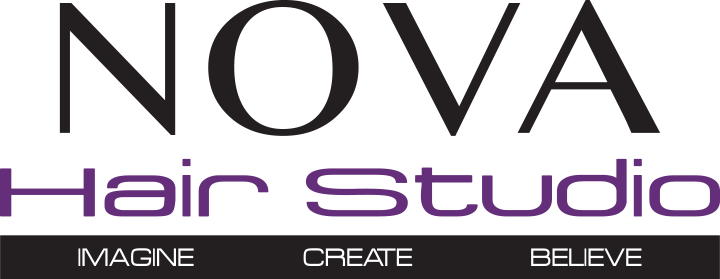 NOVA
Hair Studio
IMAGINE CREATE BELIEVE